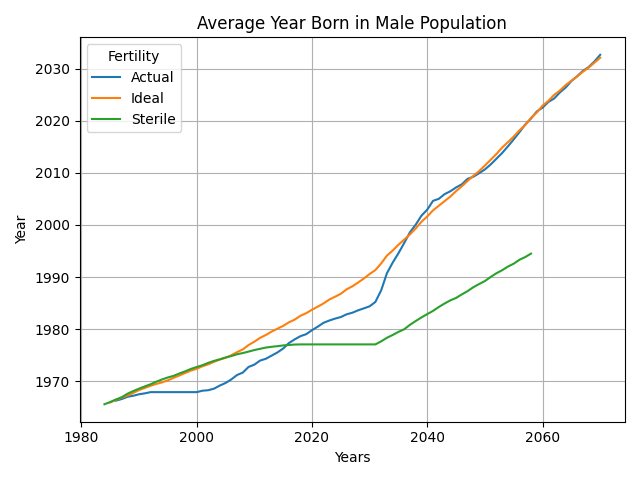 Average Year Born in Male Population
Fertility
Actual
Ideal
Sterile
2030
2020
2010
2000
1990
1980
1970
Year
1980
2000
2020
2040
2060
Years